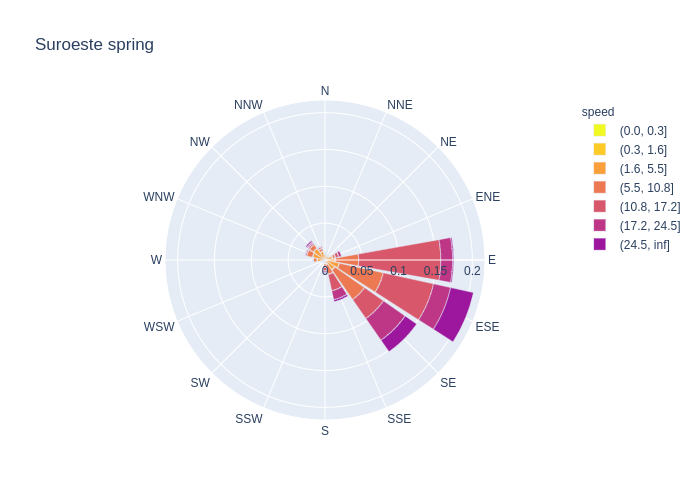 Suroeste spring
N
NNE
NE
ENE
E
ESE
SE
SSE
S
SSW
SW
WSW
W
WNW
NW
NNW
0 0.05 0.1 0.15 0.2
speed
(0.0, 0.3]
(0.3, 1.6]
(1.6, 5.5]
(5.5, 10.8]
(10.8, 17.2]
(17.2, 24.5]
(24.5, inf]